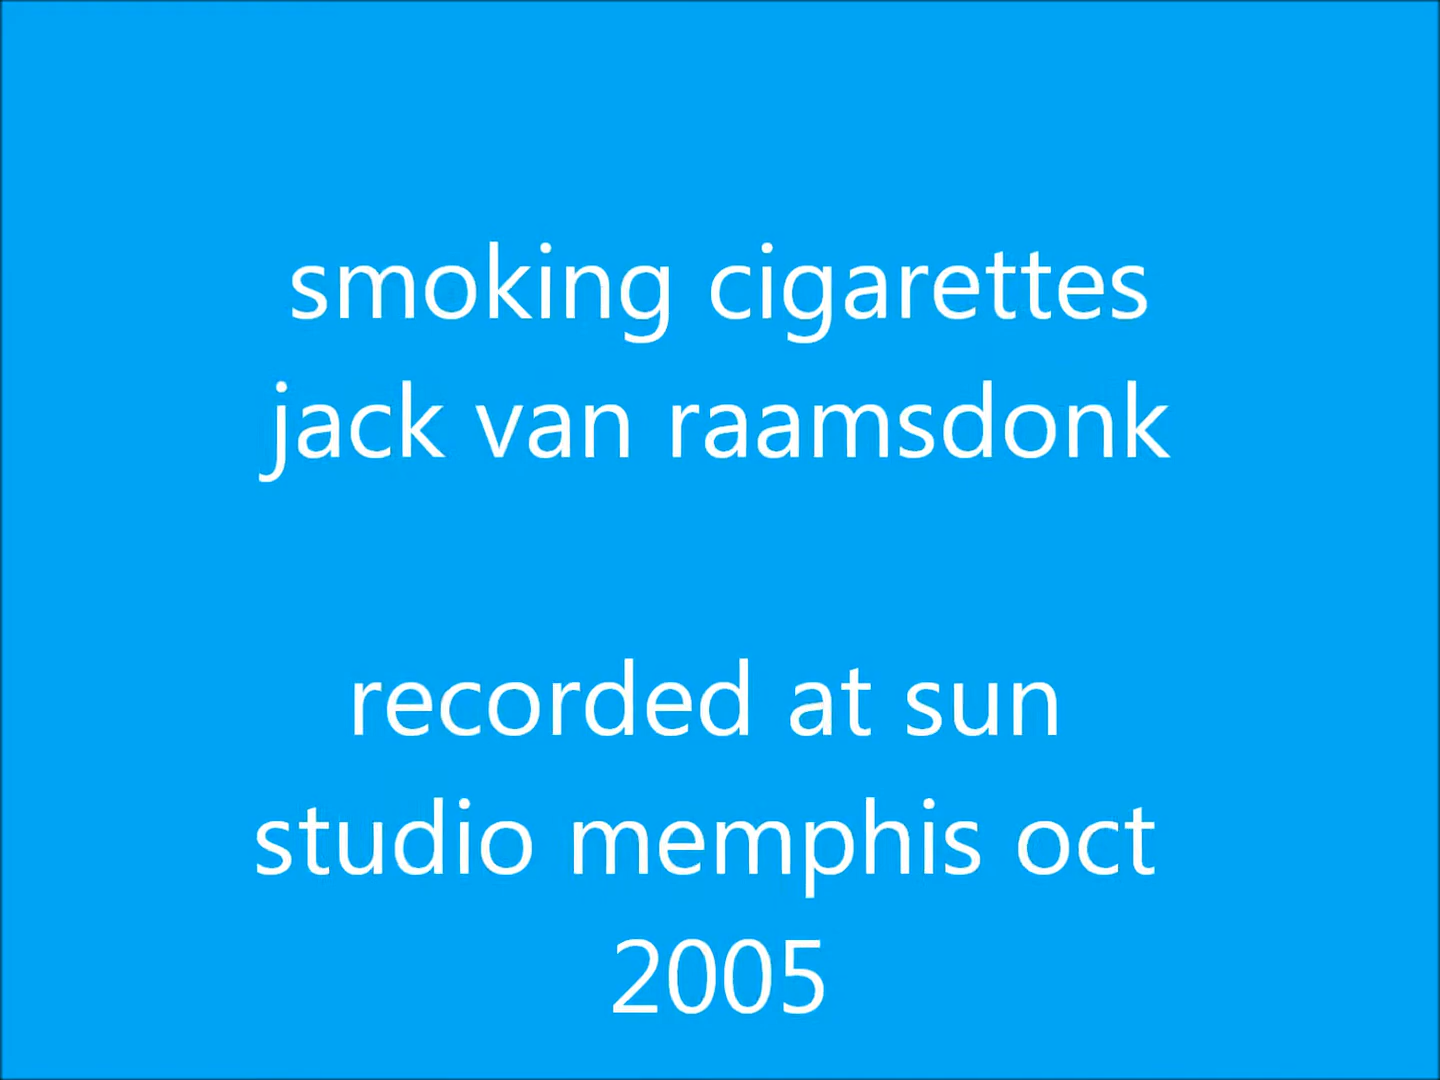 smoking cigarettes
jack van raamsdonk
recorded at sun
studio memphis oct
2005